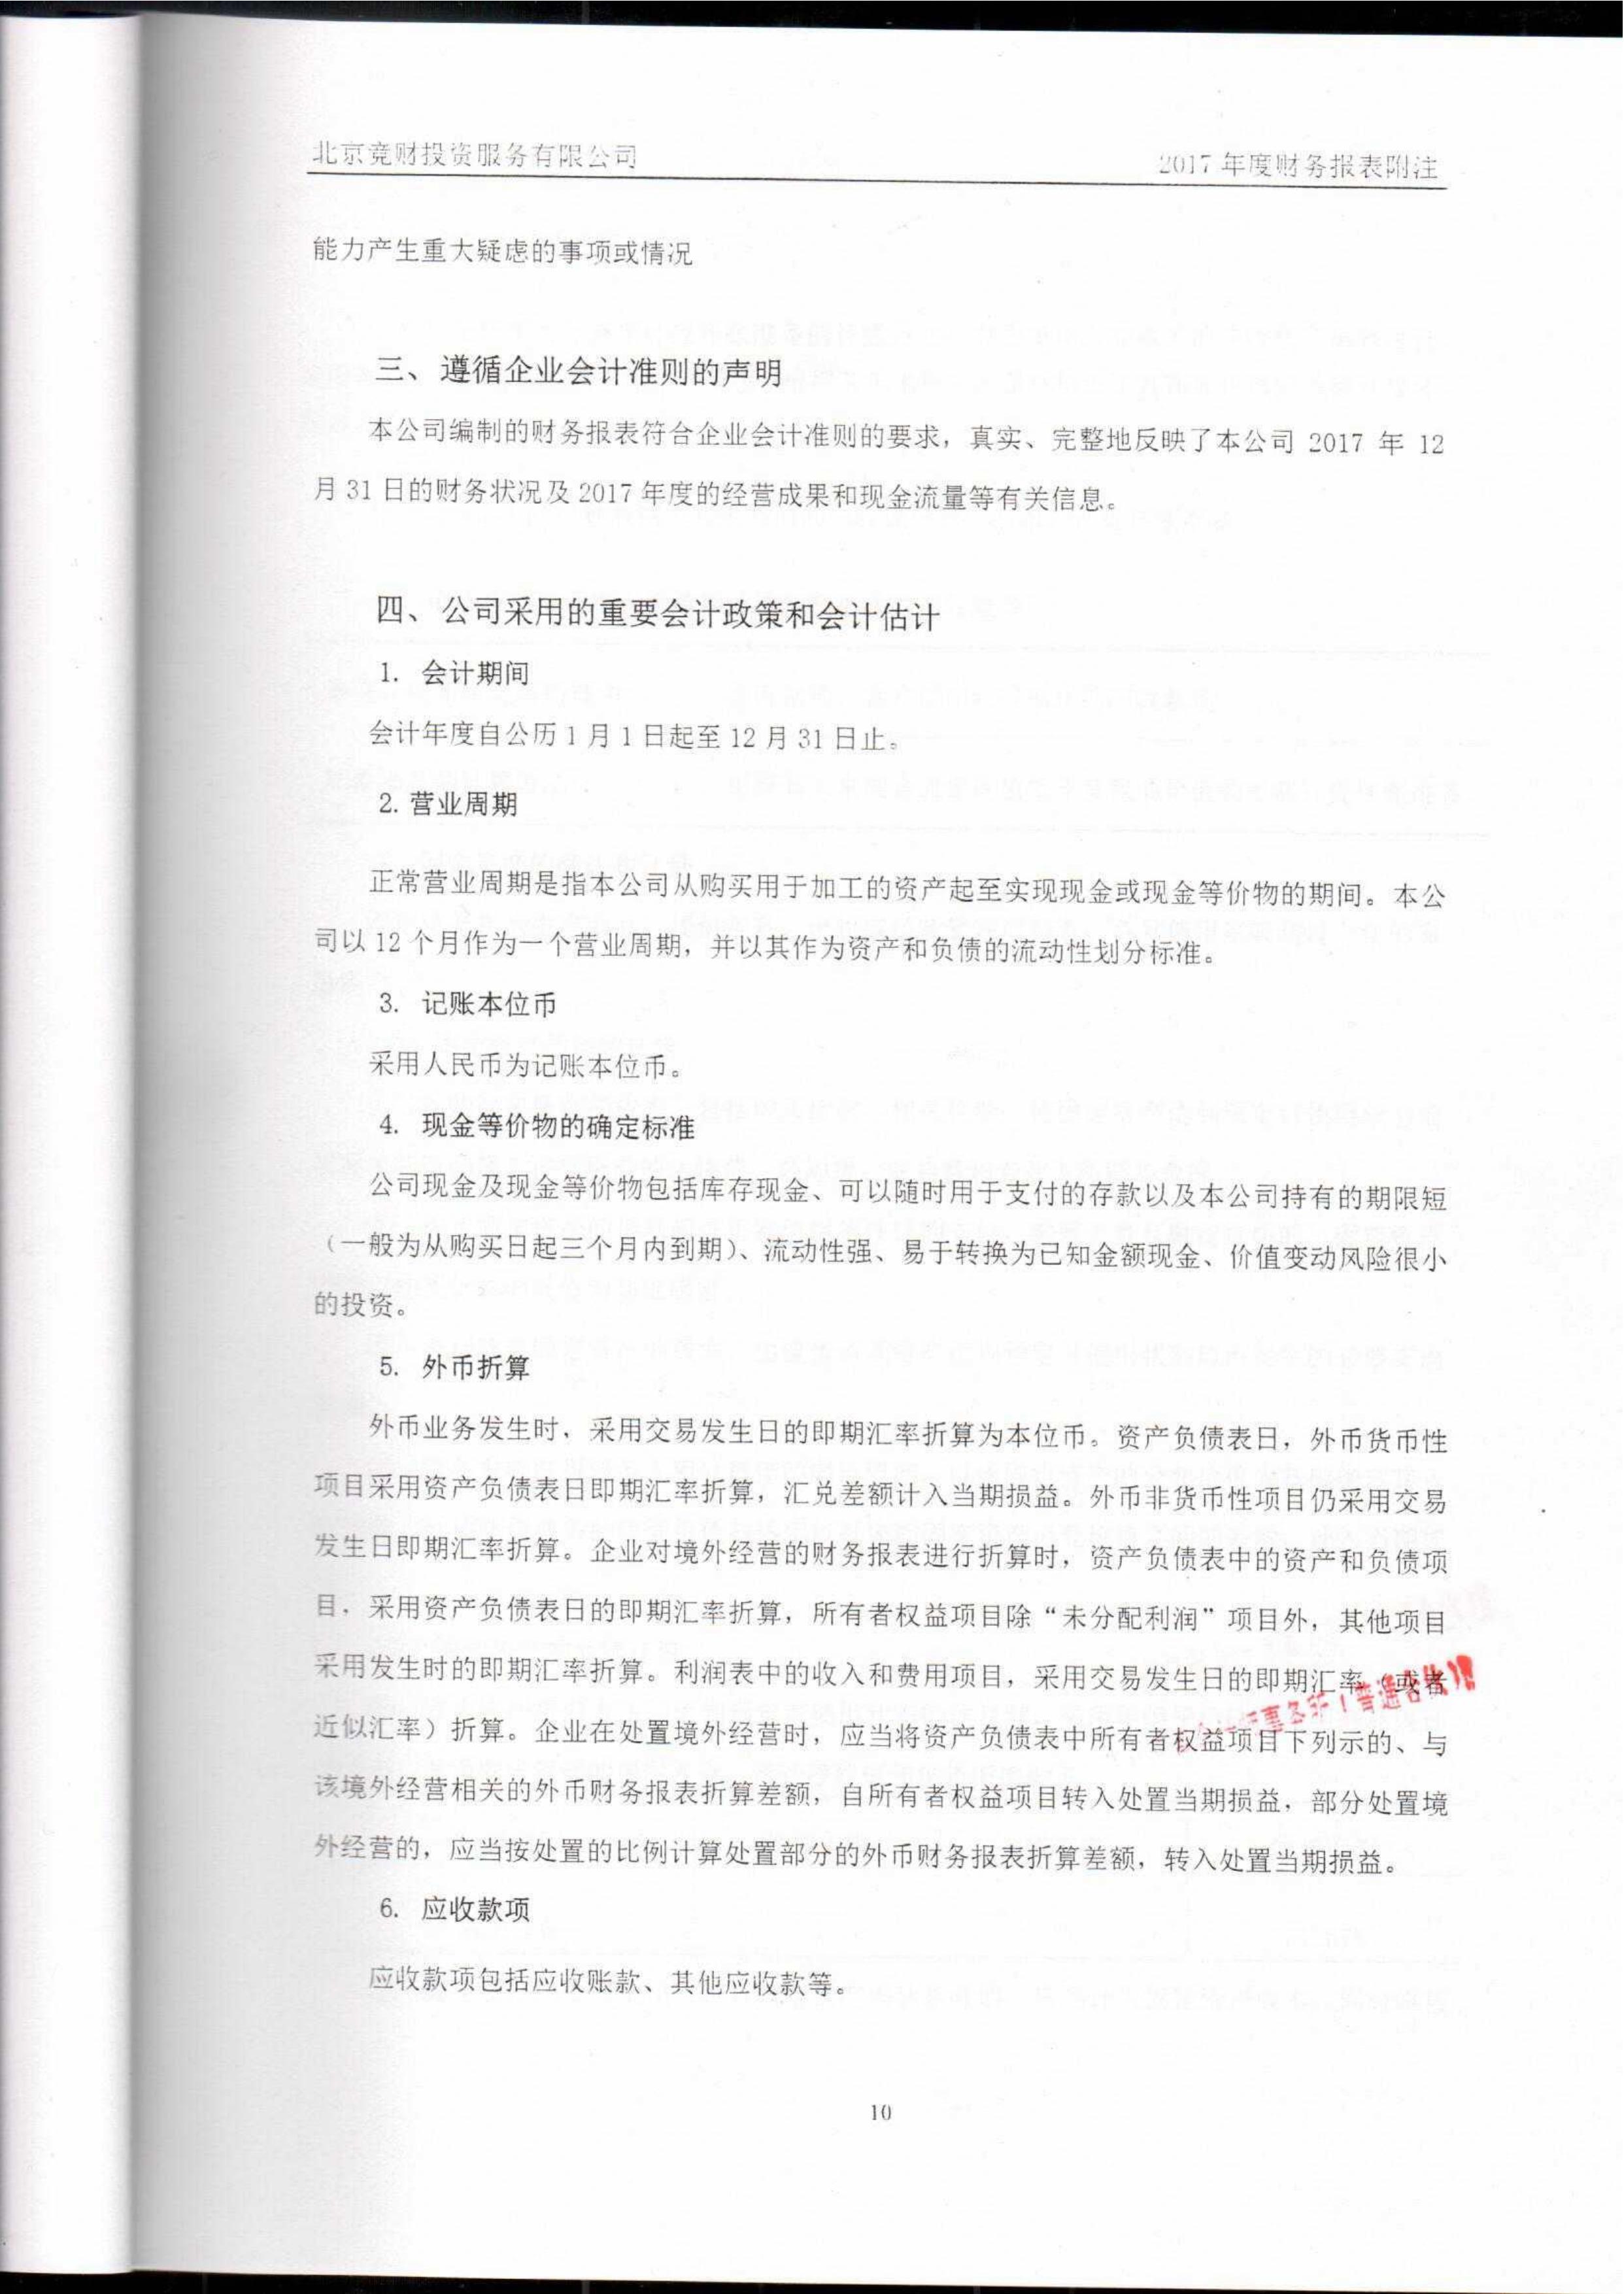 北京竞财投资服务有限公司
2017 年度财务报表附注
能力产生重大疑虑的事项或情况
三、遵循企业会计准则的声明
本公司编制的财务报表符合企业会计准则的要求，真实、完整地反映了本公司 2017 年 12
月 31 日的财务状况及 2017 年度的经营成果和现金流量等有关信息。
四、公司采用的重要会计政策和会计估计
1. 会计期间
会计年度自公历 1 月 1 日起至 12 月 31 日止。
2. 营业周期
正常营业周期是指本公司从购买用于加工的资产起至实现现金或现金等价物的期间。本公
司以 12 个月作为一个营业周期，并以其作为资产和负债的流动性划分标准。
3. 记账本位币
采用人民币为记账本位币。
4. 现金等价物的确定标准
公司现金及现金等价物包括库存现金、可以随时用于支付的存款以及本公司持有的期限短
（一般为从购买日起三个月内到期）、流动性强、易于转换为已知金额现金、价值变动风险很小
的投资。
5. 外币折算
外币业务发生时，采用交易发生日的即期汇率折算为本位币。资产负债表日，外币货币性
项目采用资产负债表日即期汇率折算，汇兑差额计入当期损益。外币非货币性项目仍采用交易
发生日即期汇率折算。企业对境外经营的财务报表进行折算时，资产负债表中的资产和负债项
目，采用资产负债表日的即期汇率折算，所有者权益项目除“未分配利润”项目外，其他项目
采用发生时的即期汇率折算。利润表中的收入和费用项目，采用交易发生日的即期汇率（或者
近似汇率）折算。企业在处置境外经营时，应当将资产负债表中所有者权益项目下列示的、与
该境外经营相关的外币财务报表折算差额，自所有者权益项目转入处置当期损益，部分处置境
外经营的，应当按处置的比例计算处置部分的外币财务报表折算差额，转入处置当期损益。
6. 应收款项
应收款项包括应收账款、其他应收款等。
10